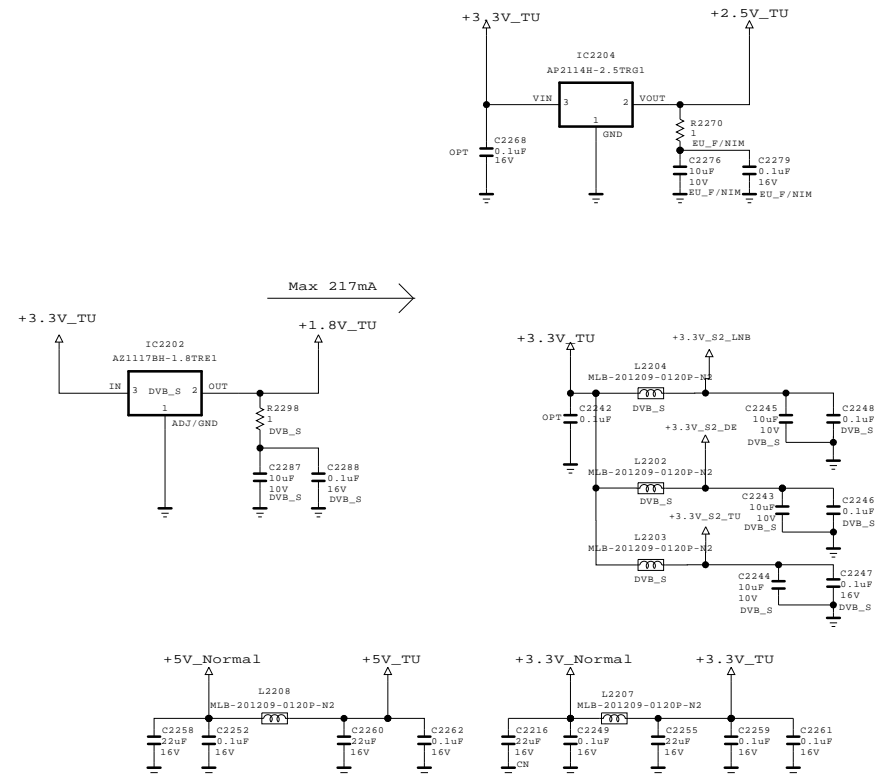 +3.3V_TU
+2.5V_TU
IC2204
AP2114H-2.5TRG1
VIN
3
2
VOUT
1
GND
R2270
1
EU_F/NIM
OPT
C2268
0.1uF
16V
C2276
10uF
10V
EU_F/NIM
C2279
0.1uF
16V
EU_F/NIM
Max 217mA
+3.3V_TU
+1.8V_TU
IC2202
AZ1117BH-1.8TRE1
IN
3
DVB_S
2
OUT
1
ADJ/GND
R2298
1
DVB_S
C2287
10uF
10V
DVB_S
C2288
0.1uF
16V
DVB_S
+3.3V_TU
+3.3V_S2_LNB
L2204
MLB-201209-0120P-N2
DVB_S
OPT
C2242
0.1uF
C2245
10uF
10V
DVB_S
C2248
0.1uF
DVB_S
+3.3V_S2_DE
L2202
MLB-201209-0120P-N2
DVB_S
C2243
10uF
10V
DVB_S
C2246
0.1uF
DVB_S
+3.3V_S2_TU
L2203
MLB-201209-0120P-N2
DVB_S
C2244
10uF
10V
DVB_S
C2247
0.1uF
16V
DVB_S
+5V_Normal
+5V_TU
L2208
MLB-201209-0120P-N2
C2258
22uF
16V
C2252
0.1uF
16V
C2260
22uF
16V
C2262
0.1uF
16V
+3.3V_Normal
+3.3V_TU
L2207
MLB-201209-0120P-N2
C2216
22uF
16V
CN
C2249
0.1uF
16V
C2255
22uF
16V
C2259
0.1uF
16V
C2261
0.1uF
16V